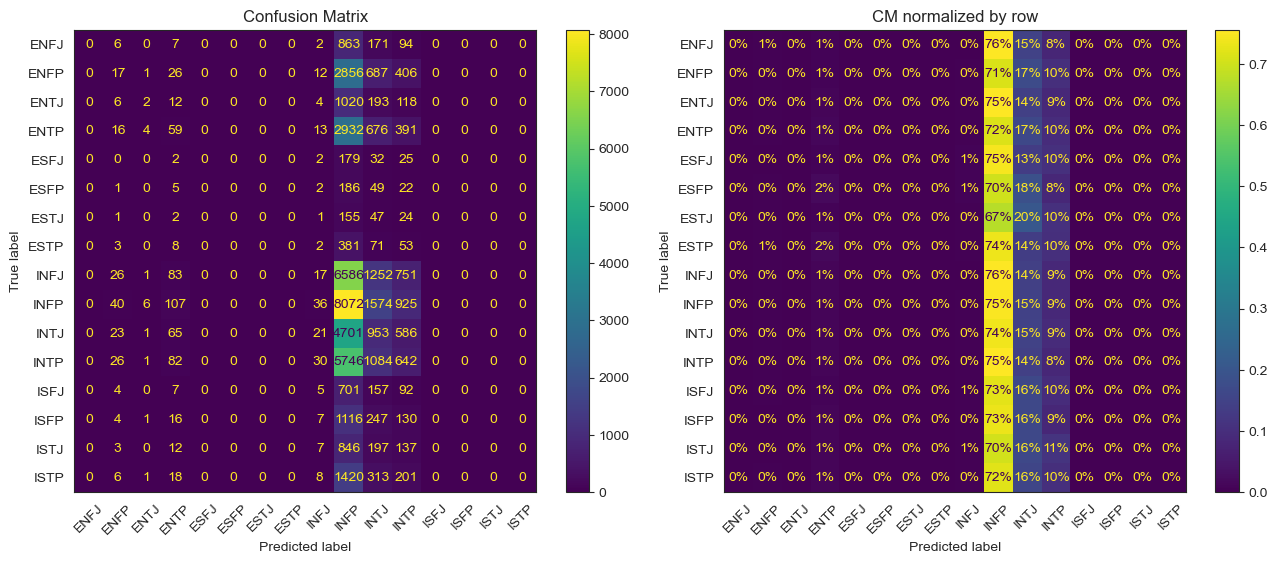 Confusion Matrix
ENFJ 0 6 0 7 0 0 0 0 2 863 171 94 0 0 0 0
ENFP 0 17 1 26 0 0 0 0 12 2856 687 406 0 0 0 0
ENTJ 0 6 2 12 0 0 0 0 4 1020 193 118 0 0 0 0
ENTP 0 16 4 59 0 0 0 0 13 2932 676 391 0 0 0 0
ESFJ 0 0 0 2 0 0 0 0 2 179 32 25 0 0 0 0
ESFP 0 1 0 5 0 0 0 0 2 186 49 22 0 0 0 0
ESTJ 0 1 0 2 0 0 0 0 1 155 47 24 0 0 0 0
ESTP 0 3 0 8 0 0 0 0 2 381 71 53 0 0 0 0
INFJ 0 26 1 83 0 0 0 0 17 6586 1252 751 0 0 0 0
INFP 0 40 6 107 0 0 0 0 36 8072 1574 925 0 0 0 0
INTJ 0 23 1 65 0 0 0 0 21 4701 953 586 0 0 0 0
INTP 0 26 1 82 0 0 0 0 30 5746 1084 642 0 0 0 0
ISFJ 0 4 0 7 0 0 0 0 5 701 157 92 0 0 0 0
ISFP 0 4 1 16 0 0 0 0 7 1116 247 130 0 0 0 0
ISTJ 0 3 0 12 0 0 0 0 7 846 197 137 0 0 0 0
ISTP 0 6 1 18 0 0 0 0 8 1420 313 201 0 0 0 0
True label
ENFJ ENFP ENTJ ENTP ESFJ ESFP ESTJ ESTP INFJ INFP INTJ INTP ISFJ ISFP ISTJ ISTP
Predicted label
8000
7000
6000
5000
4000
3000
2000
1000
0
CM normalized by row
ENFJ 0% 1% 0% 1% 0% 0% 0% 0% 0% 76% 15% 8% 0% 0% 0% 0%
ENFP 0% 0% 0% 1% 0% 0% 0% 0% 0% 71% 17% 10% 0% 0% 0% 0%
ENTJ 0% 0% 0% 1% 0% 0% 0% 0% 0% 75% 14% 9% 0% 0% 0% 0%
ENTP 0% 0% 0% 1% 0% 0% 0% 0% 0% 72% 17% 10% 0% 0% 0% 0%
ESFJ 0% 0% 0% 1% 0% 0% 0% 0% 1% 75% 13% 10% 0% 0% 0% 0%
ESFP 0% 0% 0% 2% 0% 0% 0% 0% 1% 70% 18% 8% 0% 0% 0% 0%
ESTJ 0% 0% 0% 1% 0% 0% 0% 0% 0% 67% 20% 10% 0% 0% 0% 0%
ESTP 0% 1% 0% 2% 0% 0% 0% 0% 0% 74% 14% 10% 0% 0% 0% 0%
INFJ 0% 0% 0% 1% 0% 0% 0% 0% 0% 76% 14% 9% 0% 0% 0% 0%
INFP 0% 0% 0% 1% 0% 0% 0% 0% 0% 75% 15% 9% 0% 0% 0% 0%
INTJ 0% 0% 0% 1% 0% 0% 0% 0% 0% 74% 15% 9% 0% 0% 0% 0%
INTP 0% 0% 0% 1% 0% 0% 0% 0% 0% 75% 14% 8% 0% 0% 0% 0%
ISFJ 0% 0% 0% 1% 0% 0% 0% 0% 1% 73% 16% 10% 0% 0% 0% 0%
ISFP 0% 0% 0% 1% 0% 0% 0% 0% 0% 73% 16% 9% 0% 0% 0% 0%
ISTJ 0% 0% 0% 1% 0% 0% 0% 0% 1% 70% 16% 11% 0% 0% 0% 0%
ISTP 0% 0% 0% 1% 0% 0% 0% 0% 0% 72% 16% 10% 0% 0% 0% 0%
True label
ENFJ ENFP ENTJ ENTP ESFJ ESFP ESTJ ESTP INFJ INFP INTJ INTP ISFJ ISFP ISTJ ISTP
Predicted label
0.7
0.6
0.5
0.4
0.3
0.2
0.1
0.0